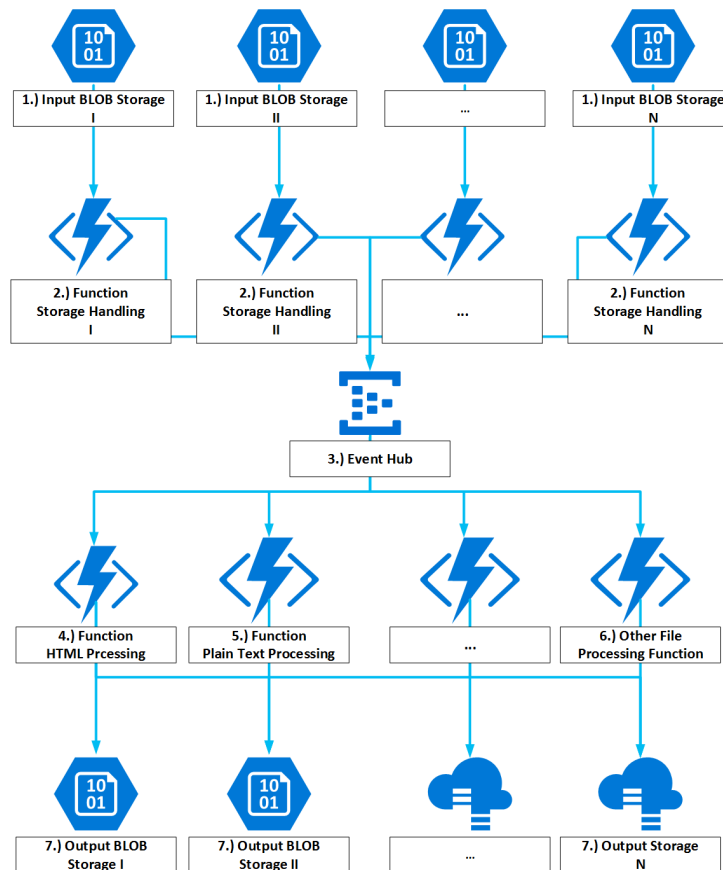 10
01
10
01
10
01
10
01
1.) Input BLOB Storage
I
1.) Input BLOB Storage
II
...
1.) Input BLOB Storage
N
2.) Function
Storage Handling
I
2.) Function
Storage Handling
II
...
2.) Function
Storage Handling
N
3.) Event Hub
4.) Function
HTML Prcessing
5.) Function
Plain Text Processing
...
6.) Other File
Processing Function
10
01
10
01
7.) Output BLOB
Storage I
7.) Output BLOB
Storage II
...
7.) Output Storage
N